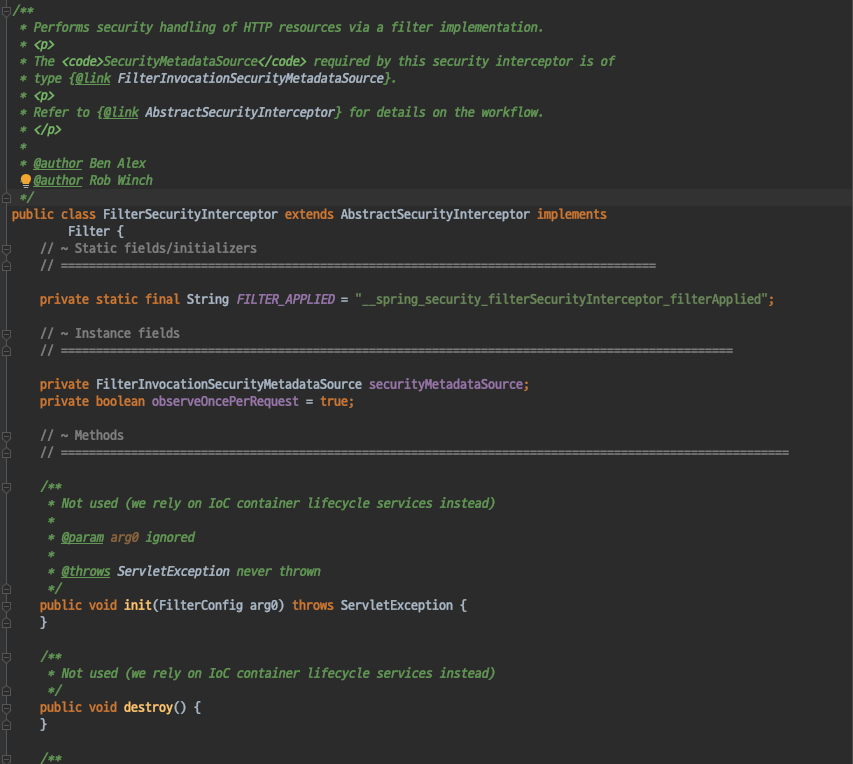 /**
 * Performs security handling of HTTP resources via a filter implementation.
 * <p>
 * The <code>SecurityMetadataSource</code> required by this security interceptor is of
 * type {@link FilterInvocationSecurityMetadataSource}.
 * <p>
 * Refer to {@link AbstractSecurityInterceptor} for details on the workflow.
 * </p>
 *
 * @author Ben Alex
 @author Rob Winch
 */
public class FilterSecurityInterceptor extends AbstractSecurityInterceptor implements
        Filter {
    // ~ Static fields/initializers
    // =====================================================================================

    private static final String FILTER_APPLIED = "__spring_security_filterSecurityInterceptor_filterApplied";

    // ~ Instance fields
    // ================================================================================================

    private FilterInvocationSecurityMetadataSource securityMetadataSource;
    private boolean observeOncePerRequest = true;

    // ~ Methods
    // ========================================================================================================

    /**
     * Not used (we rely on IoC container lifecycle services instead)
     *
     * @param arg0 ignored
     *
     * @throws ServletException never thrown
     */
    public void init(FilterConfig arg0) throws ServletException {
    }

    /**
     * Not used (we rely on IoC container lifecycle services instead)
     */
    public void destroy() {
    }

    /**